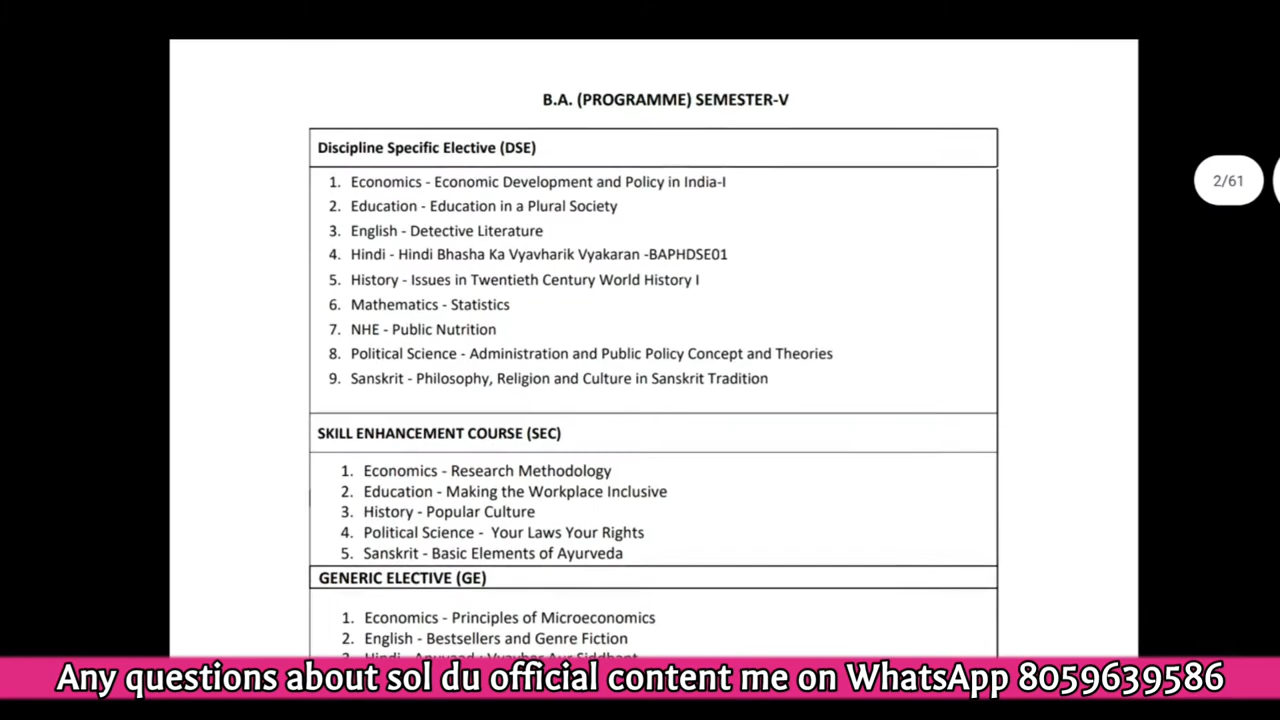 B.A. (PROGRAMME) SEMESTER-V
Discipline Specific Elective (DSE)
1. Economics - Economic Development and Policy in India-I
2. Education - Education in a Plural Society
3. English - Detective Literature
4. Hindi - Hindi Bhasha Ka Vyavharik Vyakaran -BAPHDSE01
5. History - Issues in Twentieth Century World History I
6. Mathematics - Statistics
7. NHE - Public Nutrition
8. Political Science - Administration and Public Policy Concept and Theories
9. Sanskrit - Philosophy, Religion and Culture in Sanskrit Tradition
2/61
SKILL ENHANCEMENT COURSE (SEC)
1. Economics - Research Methodology
2. Education - Making the Workplace Inclusive
3. History - Popular Culture
4. Political Science - Your Laws Your Rights
5. Sanskrit - Basic Elements of Ayurveda
GENERIC ELECTIVE (GE)
1. Economics - Principles of Microeconomics
2. English - Bestsellers and Genre Fiction
Any questions about sol du official content me on WhatsApp 8059639586